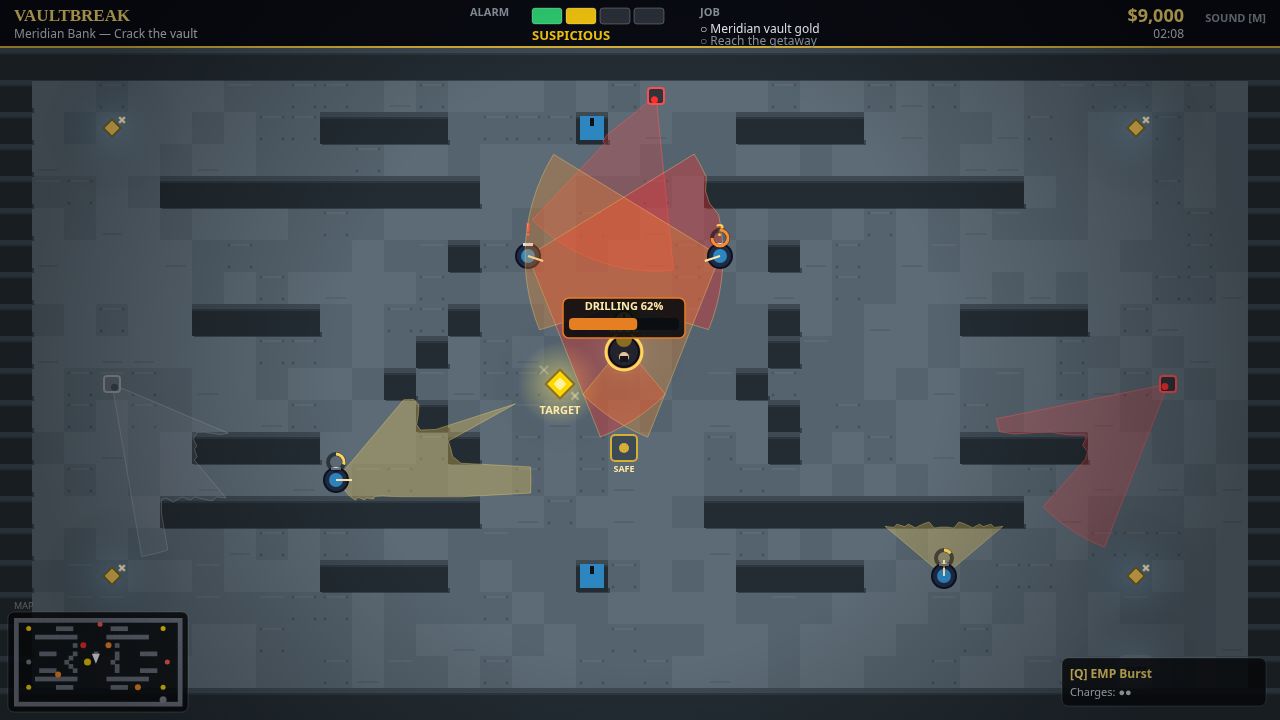 VAULTBREAK
Meridian Bank — Crack the vault
ALARM
SUSPICIOUS
JOB
○ Meridian vault gold
○ Reach the getaway
$9,000
02:08
SOUND [M]
DRILLING 62%
TARGET
SAFE
MAP
[Q] EMP Burst
Charges: ●●